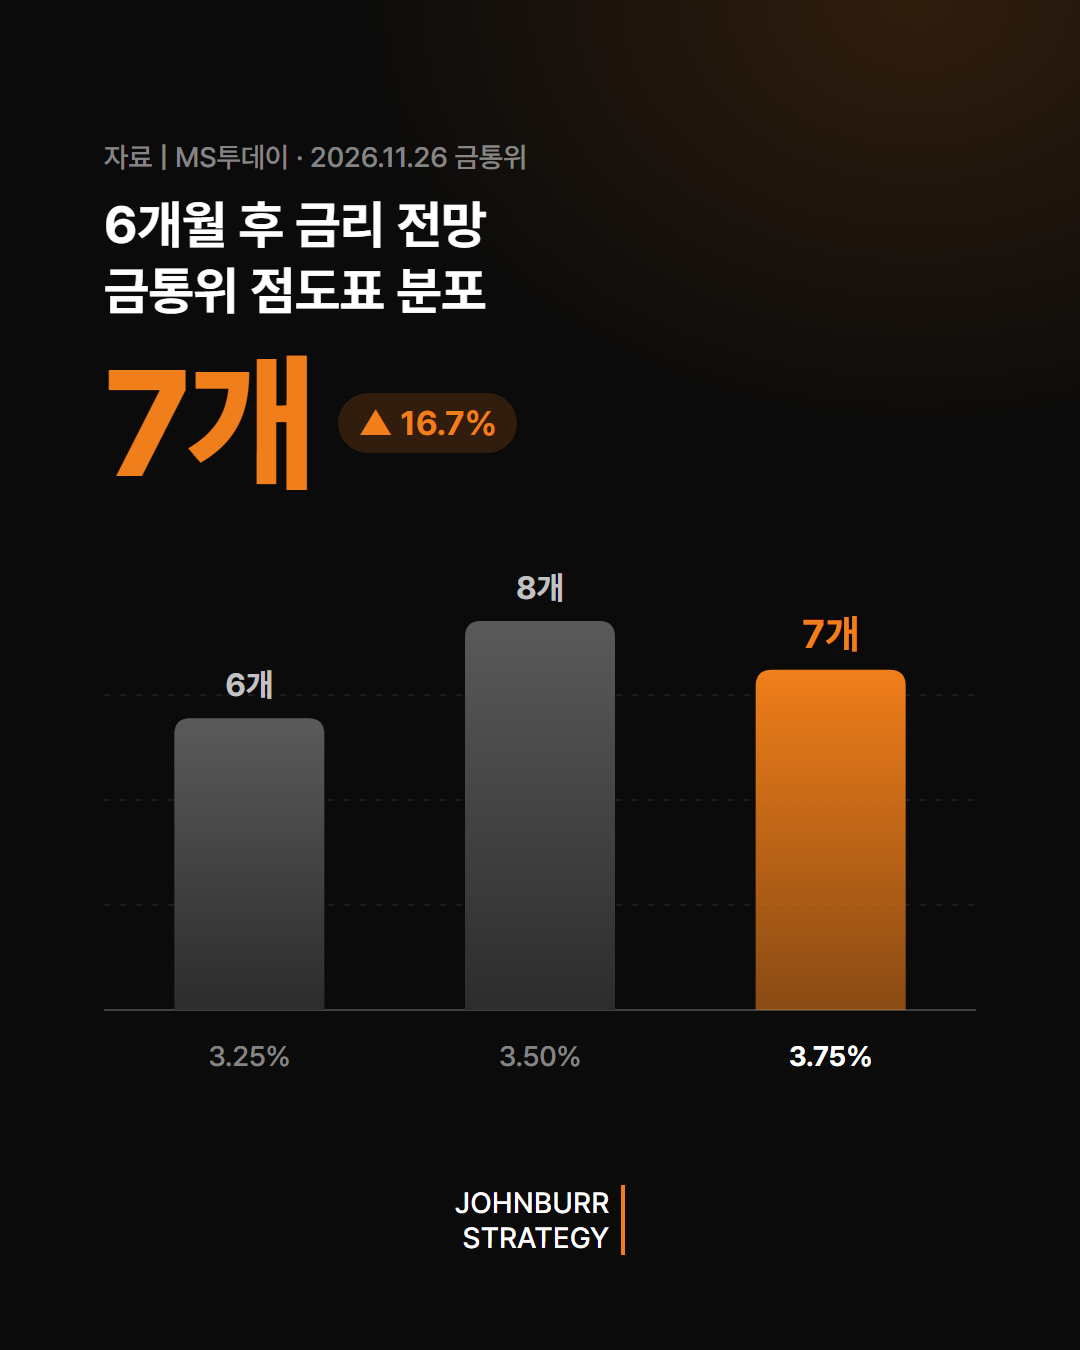 자료 | MS투데이 · 2026.11.26 금통위
6개월 후 금리 전망
금통위 점도표 분포
7개
▲ 16.7%
6개
8개
7개
3.25%
3.50%
3.75%
JOHNBURR
STRATEGY